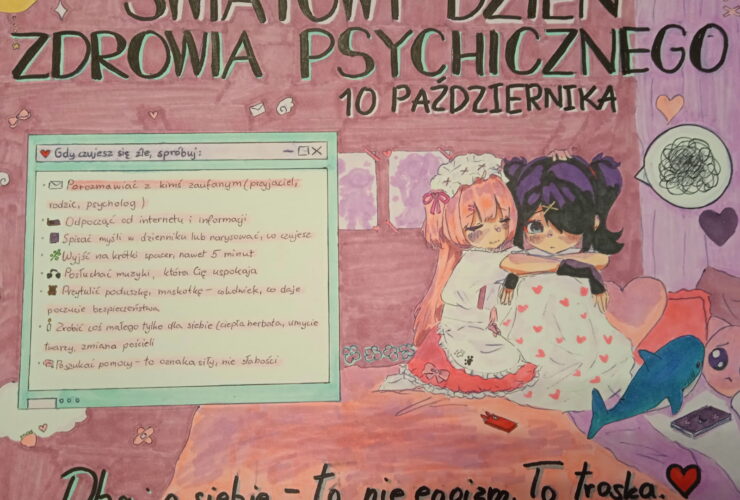 ŚWIATOWY DZIEŃ
ZDROWIA PSYCHICZNEGO
10 PAŹDZIERNIKA
Gdy czujesz się źle, spróbuj:
Porozmawiać z kimś zaufanym (przyjaciel,
rodzic, psycholog)
Odpocząć od internetu i informacji
Spisać myśli w dzienniku lub narysować, co czujesz
Wyjść na krótki spacer, nawet 5 minut
Posłuchać muzyki, która Cię uspokaja
Przytulić poduszkę, maskotkę - cokolwiek, co daje
poczucie bezpieczeństwa
Zrobić coś małego tylko dla siebie (ciepła herbata, umycie
twarzy, zmiana pościeli
Poszukać pomocy - to oznaka siły, nie słabości
Dbaj o siebie - to nie egoizm. To troska